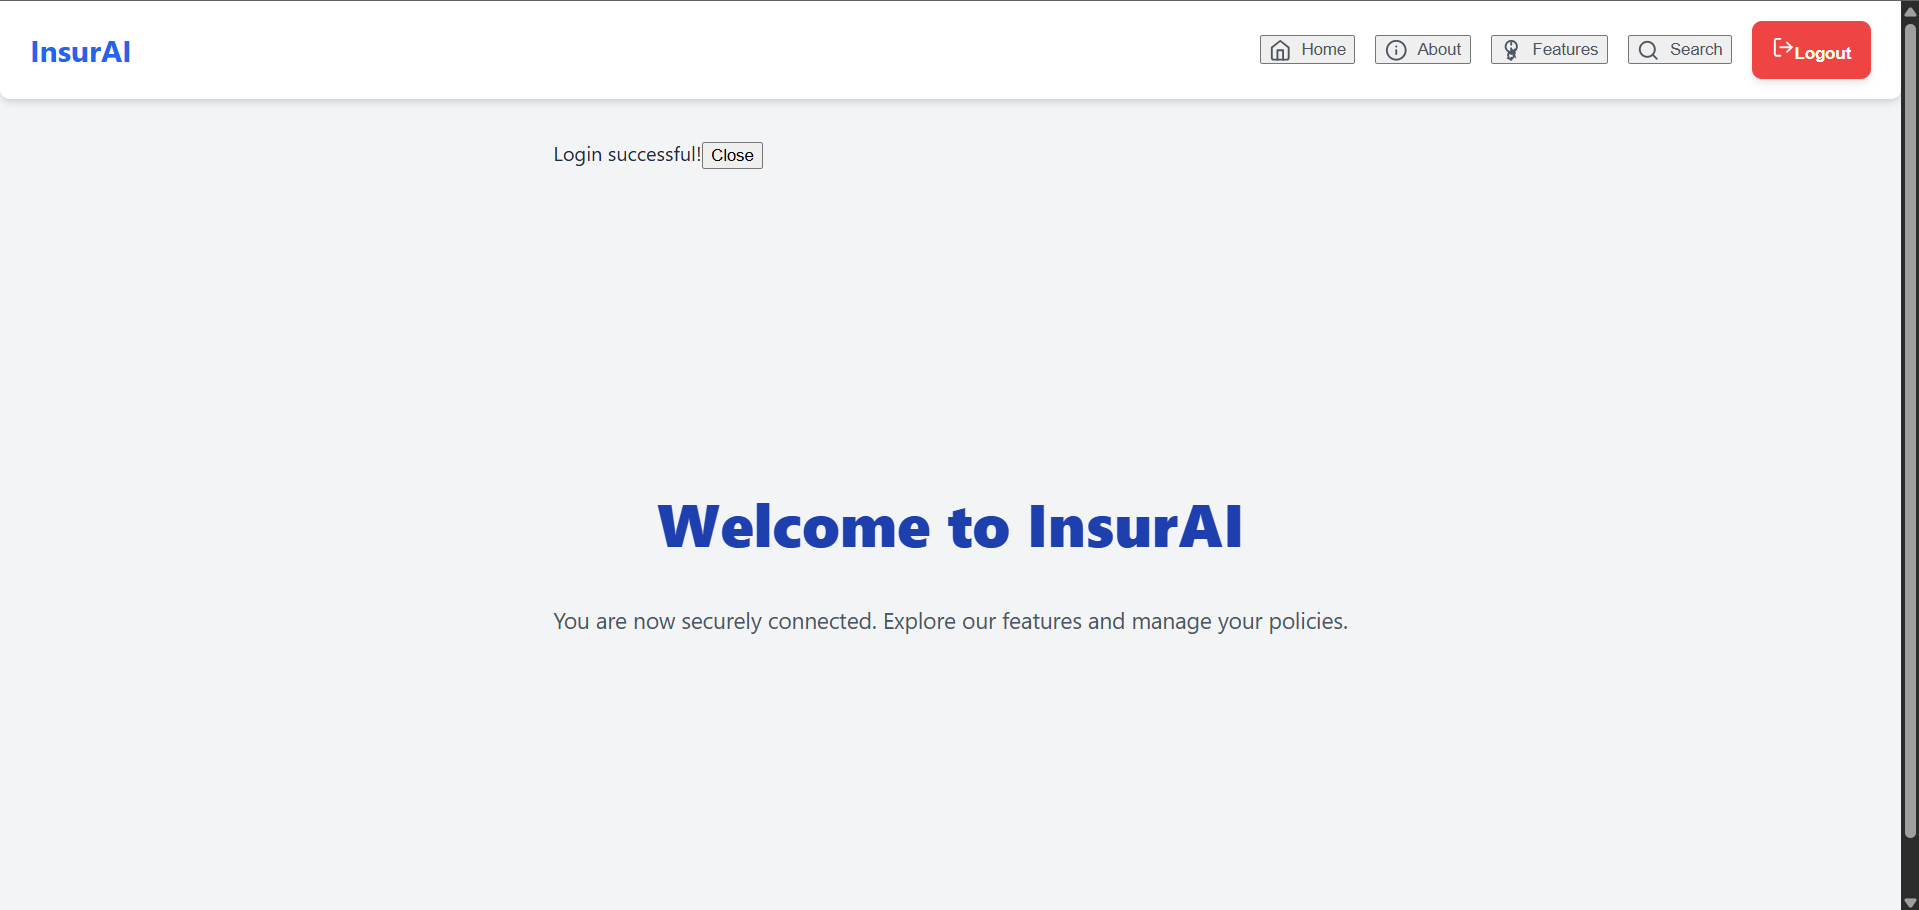 InsurAI
Home
About
Features
Search
Logout
Login successful!
Close
Welcome to InsurAI
You are now securely connected. Explore our features and manage your policies.